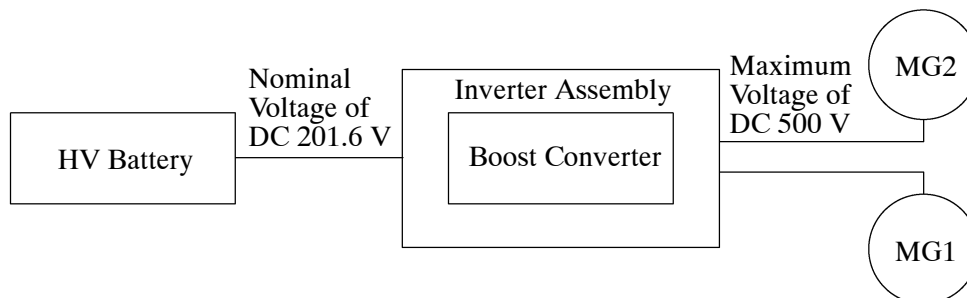 HV Battery
Nominal
Voltage of
DC 201.6 V
Inverter Assembly
Boost Converter
Maximum
Voltage of
DC 500 V
MG2
MG1